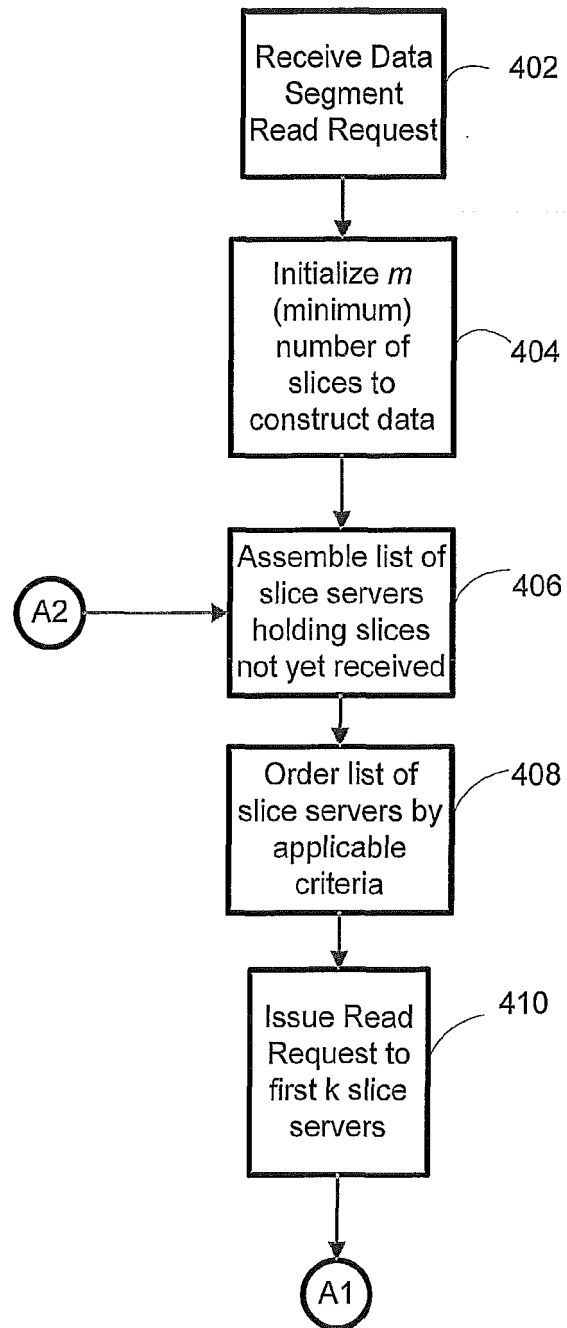 Receive Data
Segment
Read Request
402
Initialize m
(minimum)
number of
slices to
construct data
404
A2
Assemble list of
slice servers
holding slices
not yet received
406
Order list of
slice servers by
applicable
criteria
408
Issue Read
Request to
first k slice
servers
410
A1